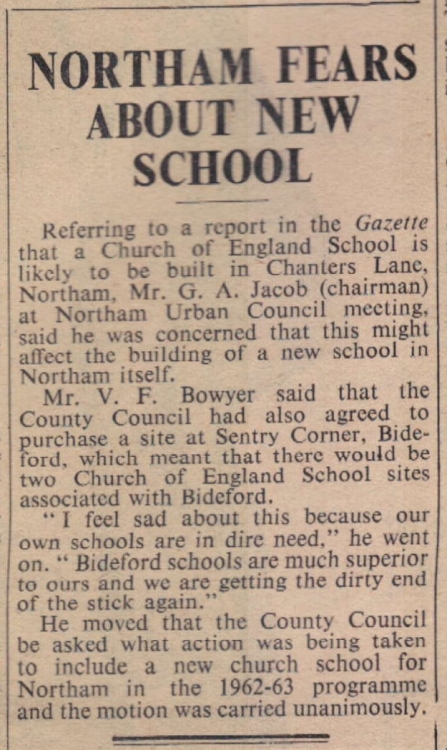 NORTHAM FEARS
ABOUT NEW
SCHOOL
Referring to a report in the Gazette
that a Church of England School is
likely to be built in Chanters Lane,
Northam, Mr. G. A. Jacob (chairman)
at Northam Urban Council meeting,
said he was concerned that this might
affect the building of a new school in
Northam itself.
Mr. V. F. Bowyer said that the
County Council had also agreed to
purchase a site at Sentry Corner, Bide-
ford, which meant that there would be
two Church of England School sites
associated with Bideford.
“ I feel sad about this because our
own schools are in dire need,” he went
on. “ Bideford schools are much superior
to ours and we are getting the dirty end
of the stick again.”
He moved that the County Council
be asked what action was being taken
to include a new church school for
Northam in the 1962-63 programme
and the motion was carried unanimously.